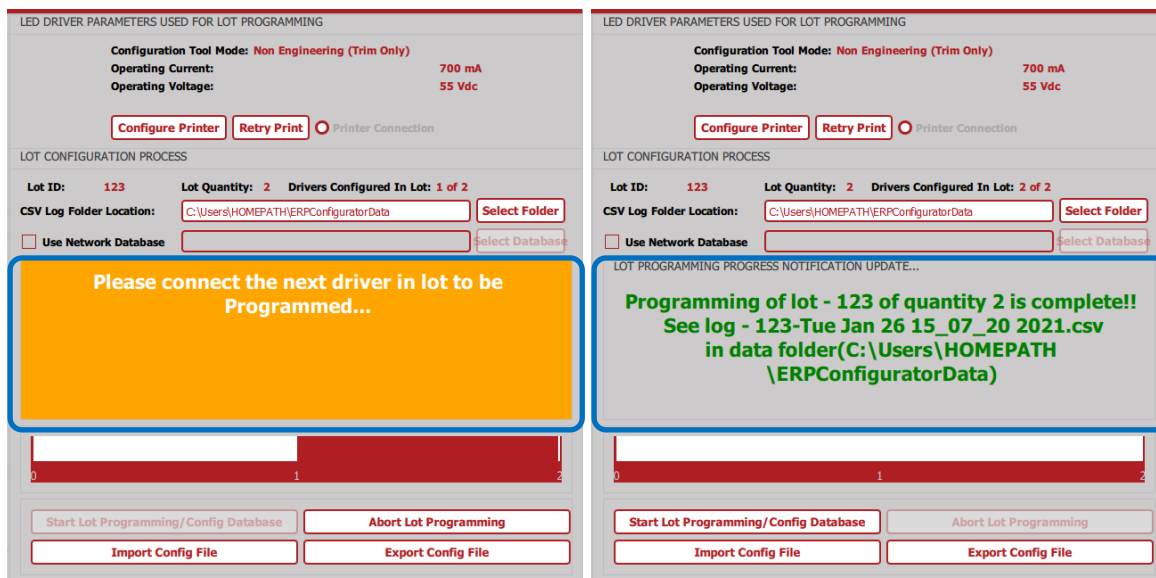 LED DRIVER PARAMETERS USED FOR LOT PROGRAMMING
Configuration Tool Mode: Non Engineering (Trim Only)
Operating Current: 700 mA
Operating Voltage: 55 Vdc
Configure Printer Retry Print Printer Connection
LOT CONFIGURATION PROCESS
Lot ID: 123 Lot Quantity: 2 Drivers Configured In Lot: 1 of 2
CSV Log Folder Location: C:\Users\HOMEPATH\ERPConfiguratorData Select Folder
Use Network Database Select Database
Please connect the next driver in lot to be
Programmed...
0 1 2
Start Lot Programming/Config Database Abort Lot Programming
Import Config File Export Config File
LED DRIVER PARAMETERS USED FOR LOT PROGRAMMING
Configuration Tool Mode: Non Engineering (Trim Only)
Operating Current: 700 mA
Operating Voltage: 55 Vdc
Configure Printer Retry Print Printer Connection
LOT CONFIGURATION PROCESS
Lot ID: 123 Lot Quantity: 2 Drivers Configured In Lot: 2 of 2
CSV Log Folder Location: C:\Users\HOMEPATH\ERPConfiguratorData Select Folder
Use Network Database Select Database
LOT PROGRAMMING PROGRESS NOTIFICATION UPDATE...
Programming of lot - 123 of quantity 2 is complete!!
See log - 123-Tue Jan 26 15_07_20 2021.csv
in data folder(C:\Users\HOMEPATH
\ERPConfiguratorData)
0 1 2
Start Lot Programming/Config Database Abort Lot Programming
Import Config File Export Config File